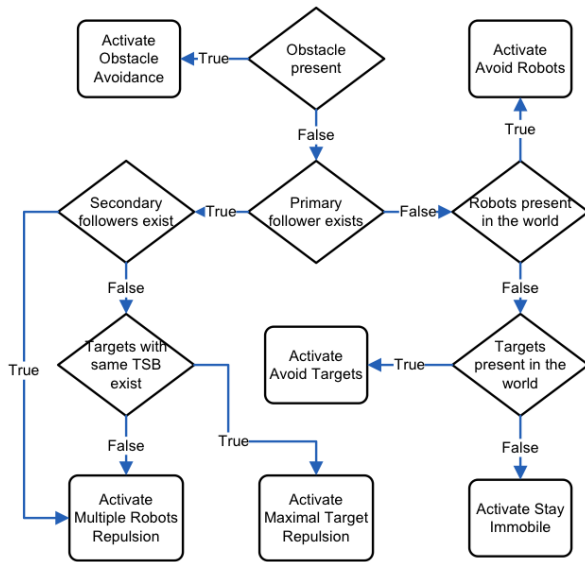 Activate
Obstacle
Avoidance
True
Obstacle
present
Activate
Avoid Robots
False
True
Secondary
followers exist
True
Primary
follower exists
False
Robots present
in the world
False
False
True
Targets with
same TSB
exist
Activate
Avoid Targets
True
Targets
present in the
world
False
True
False
Activate
Multiple Robots
Repulsion
Activate
Maximal Target
Repulsion
Activate Stay
Immobile